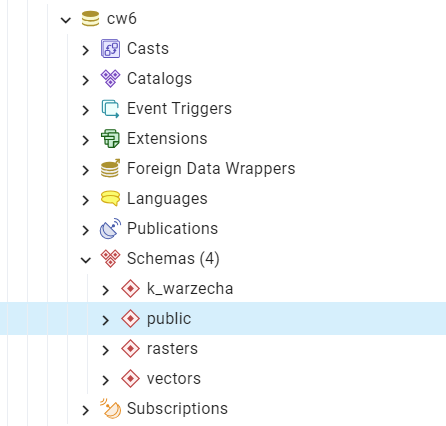 cw6
Casts
Catalogs
Event Triggers
Extensions
Foreign Data Wrappers
Languages
Publications
Schemas (4)
k_warzecha
public
rasters
vectors
Subscriptions